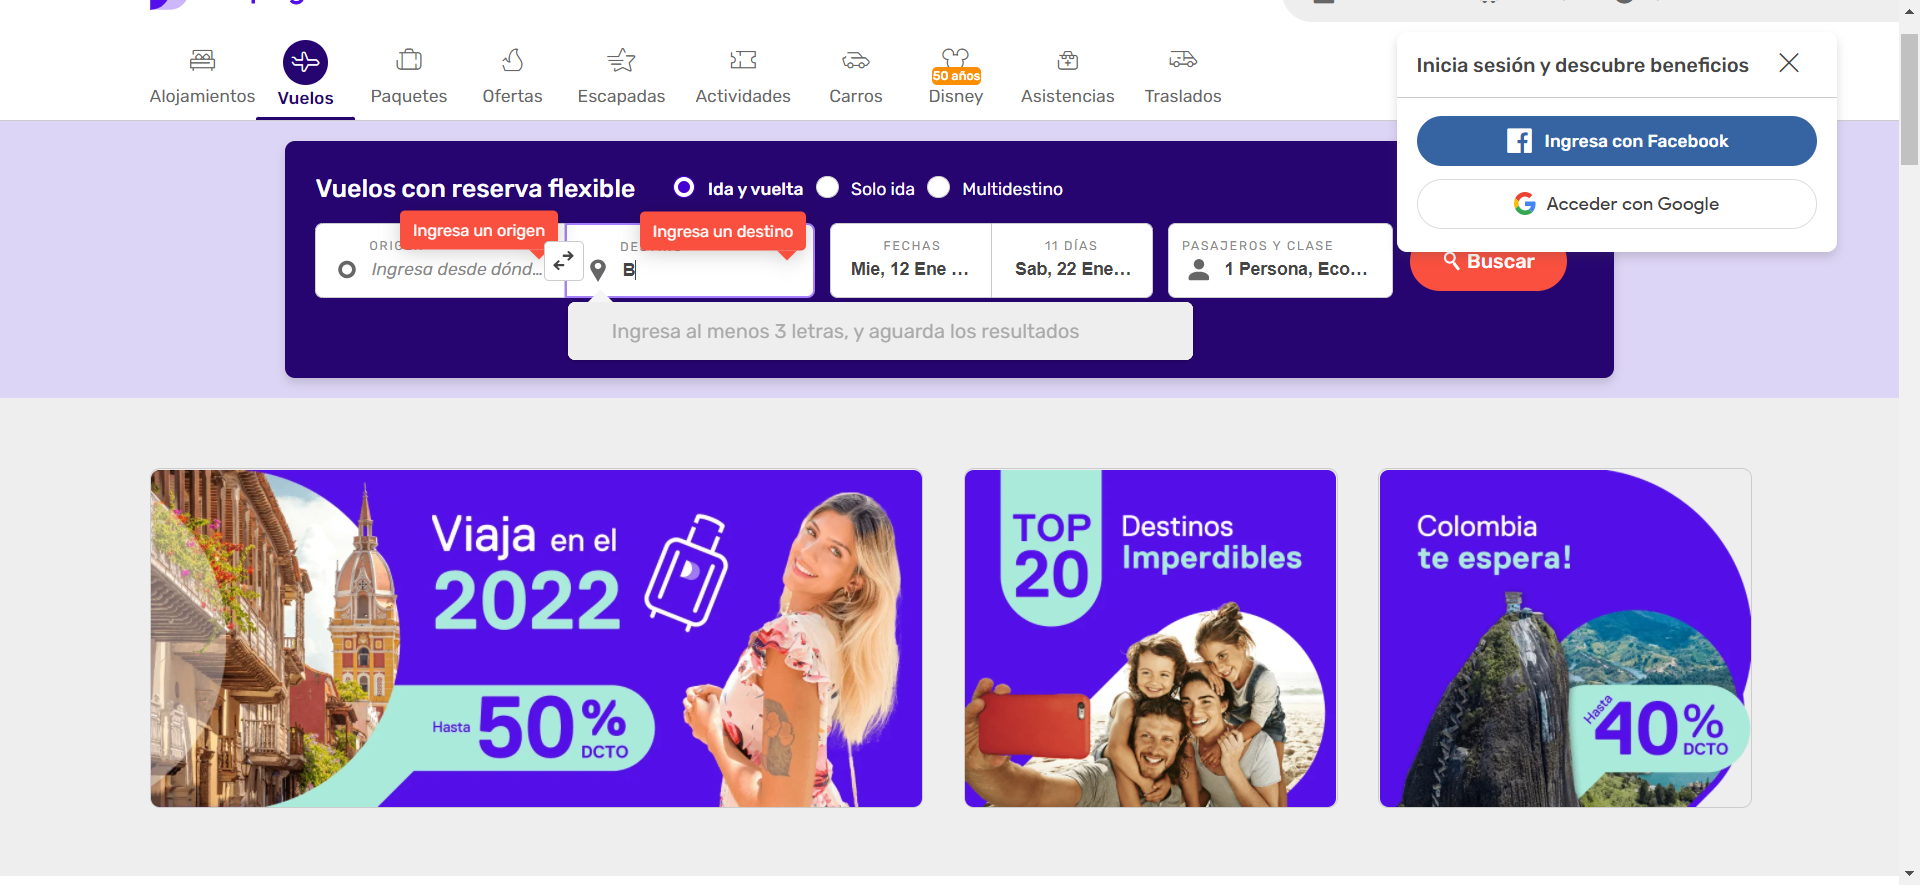 Alojamientos
Vuelos
Paquetes
Ofertas
Escapadas
Actividades
Carros
50 años
Disney
Asistencias
Traslados
Inicia sesión y descubre beneficios
Ingresa con Facebook
Acceder con Google
Vuelos con reserva flexible
Ida y vuelta
Solo ida
Multidestino
Ingresa un origen
Ingresa desde dónd...
Ingresa un destino
B
FECHAS
Mie, 12 Ene ...
11 DÍAS
Sab, 22 Ene...
PASAJEROS Y CLASE
1 Persona, Eco...
Buscar
Ingresa al menos 3 letras, y aguarda los resultados
Viaja en el
2022
Hasta 50% DCTO
TOP
20
Destinos
Imperdibles
Colombia
te espera!
Hasta 40% DCTO